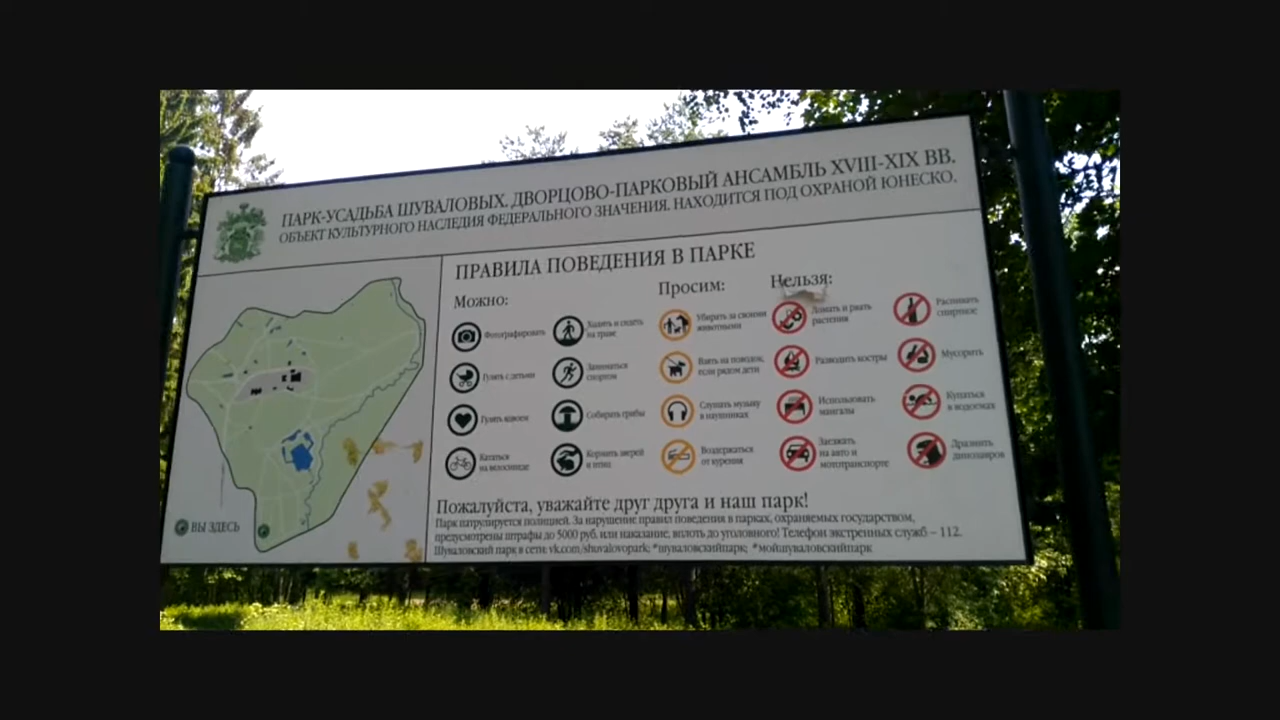 ПАРК-УСАДЬБА ШУВАЛОВЫХ. ДВОРЦОВО-ПАРКОВЫЙ АНСАМБЛЬ XVIII-XIX ВВ.
ОБЪЕКТ КУЛЬТУРНОГО НАСЛЕДИЯ ФЕДЕРАЛЬНОГО ЗНАЧЕНИЯ. НАХОДИТСЯ ПОД ОХРАНОЙ ЮНЕСКО.
ПРАВИЛА ПОВЕДЕНИЯ В ПАРКЕ
Можно:
Фотографировать
Гулять с детьми
Гулять вдвоем
Кататься
на велосипеде
Ходить и сидеть
на траве
Заниматься
спортом
Собирать грибы
Кормить зверей
и птиц
Просим:
Убирать за своими
животными
Взять на поводок,
если рядом дети
Слушать музыку
в наушниках
Воздержаться
от курения
Нельзя:
Ломать и рвать
растения
Разводить костры
Использовать
мангалы
Заезжать
на авто и
мототранспорте
Распивать
спиртное
Мусорить
Купаться
в водоемах
Дразнить
динозавров
ВЫ ЗДЕСЬ
Пожалуйста, уважайте друг друга и наш парк!
Парк патрулируется полицией. За нарушение правил поведения в парках, охраняемых государством,
предусмотрены штрафы до 5000 руб. или наказание, вплоть до уголовного! Телефон экстренных служб – 112.
Шуваловский парк в сети: vk.com/shuvalovopark; #шуваловскийпарк; #мойшуваловскийпарк